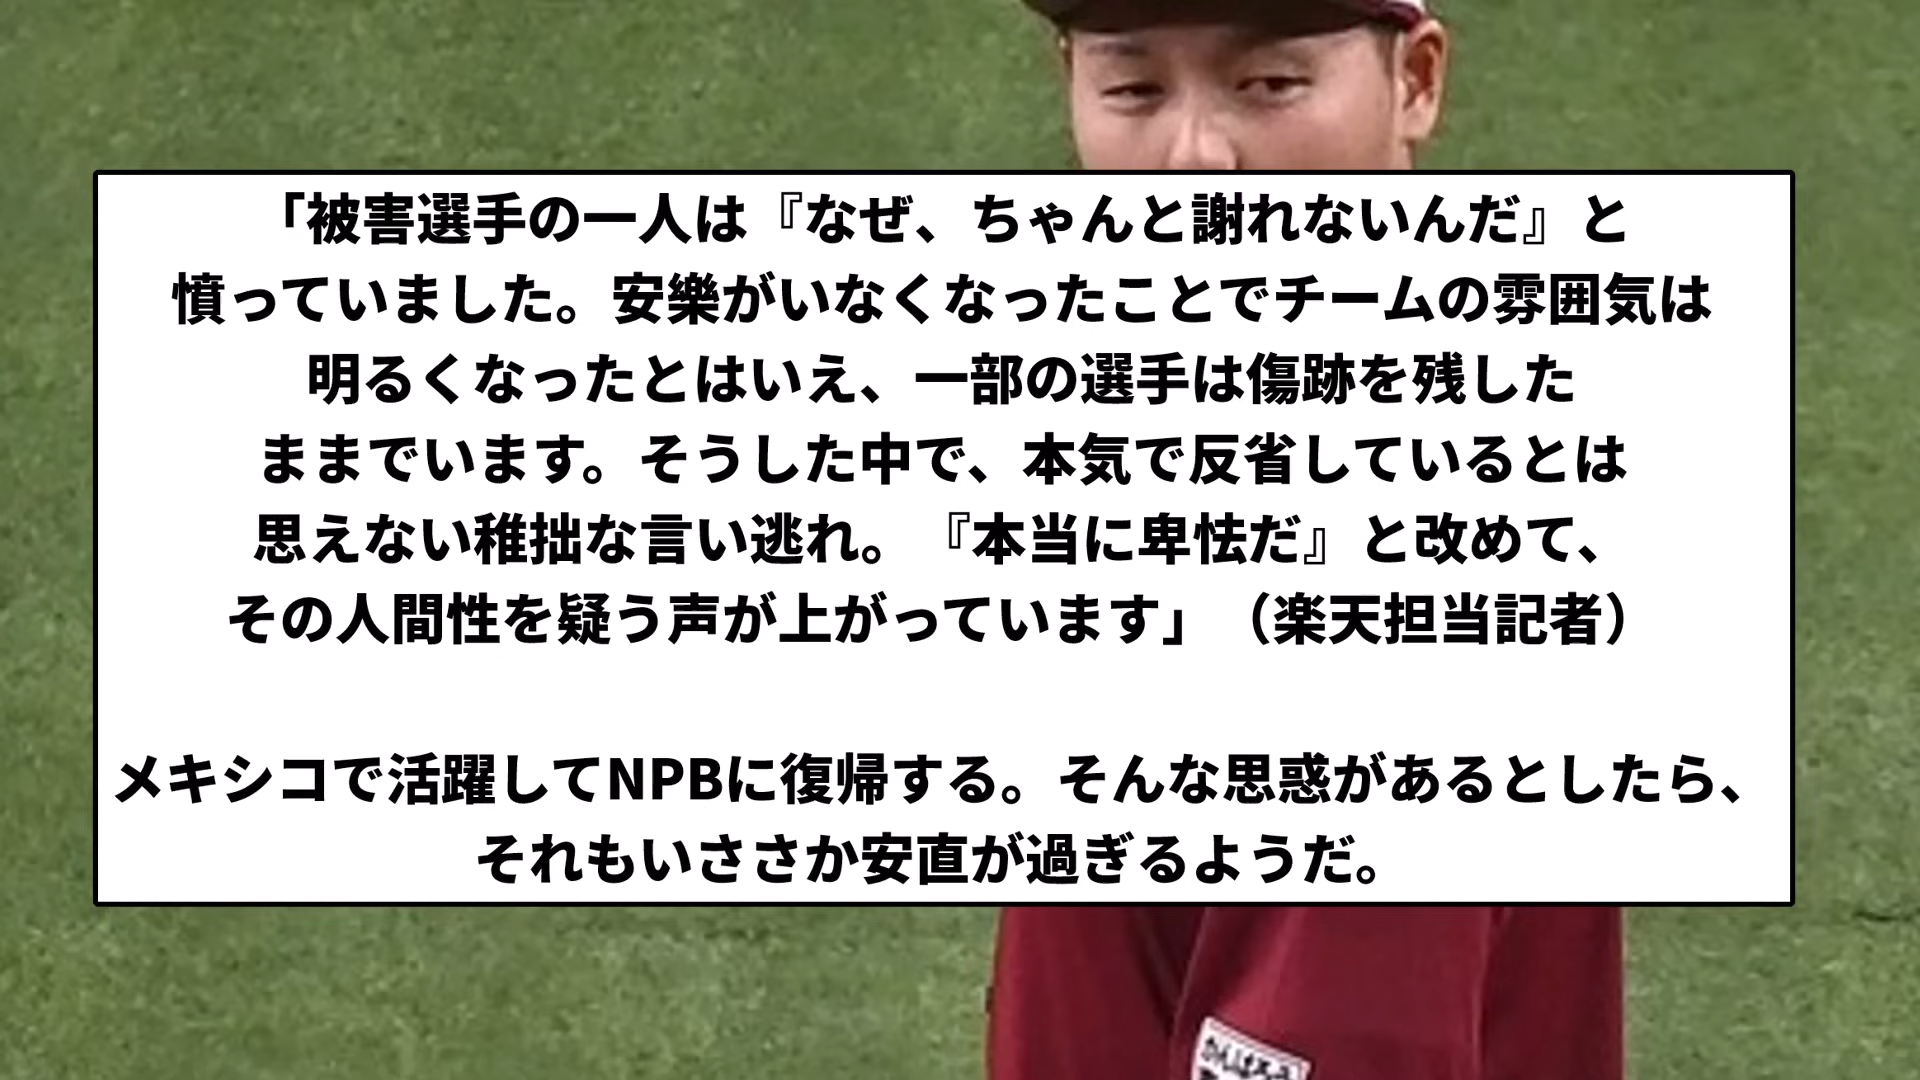 「被害選手の一人は『なぜ、ちゃんと謝れないんだ』と
憤っていました。安樂がいなくなったことでチームの雰囲気は
明るくなったとはいえ、一部の選手は傷跡を残した
ままでいます。そうした中で、本気で反省しているとは
思えない稚拙な言い逃れ。『本当に卑怯だ』と改めて、
その人間性を疑う声が上がっています」（楽天担当記者）
メキシコで活躍してNPBに復帰する。そんな思惑があるとしたら、
それもいささか安直が過ぎるようだ。
がんばろう